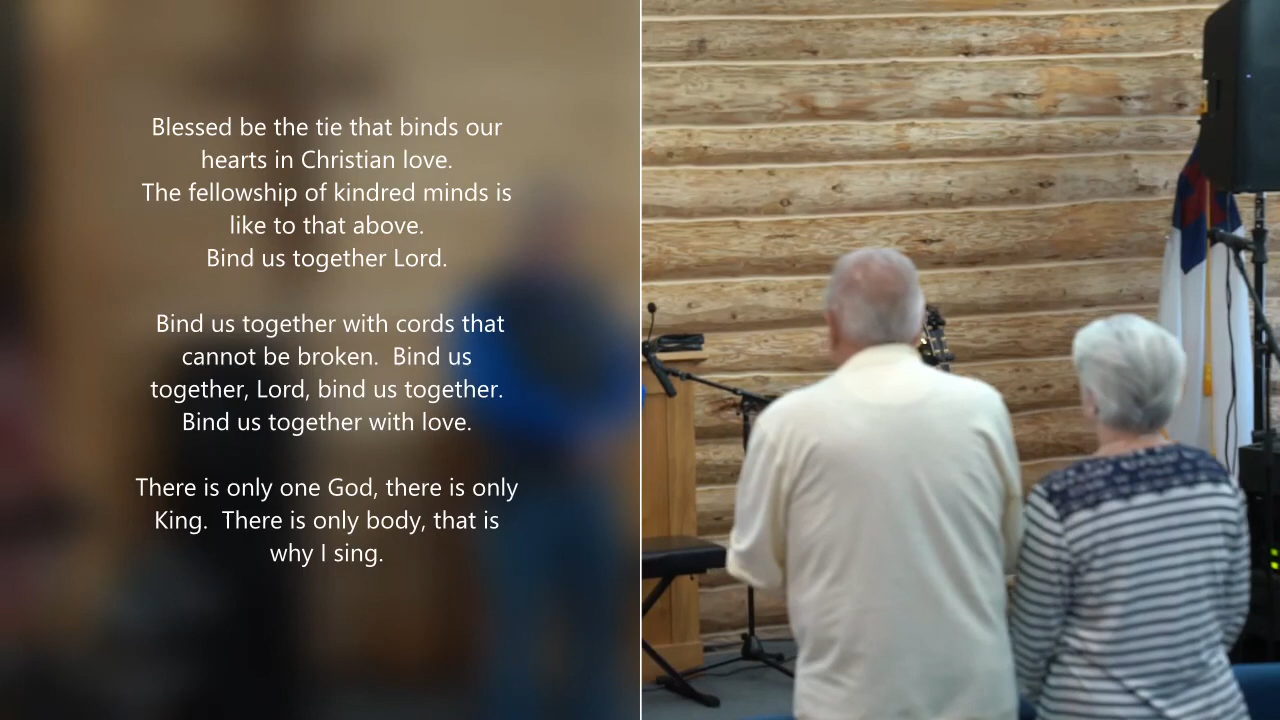 Blessed be the tie that binds our
hearts in Christian love.
The fellowship of kindred minds is
like to that above.
Bind us together Lord.
Bind us together with cords that
cannot be broken.  Bind us
together, Lord, bind us together.
Bind us together with love.
There is only one God, there is only
King.  There is only body, that is
why I sing.